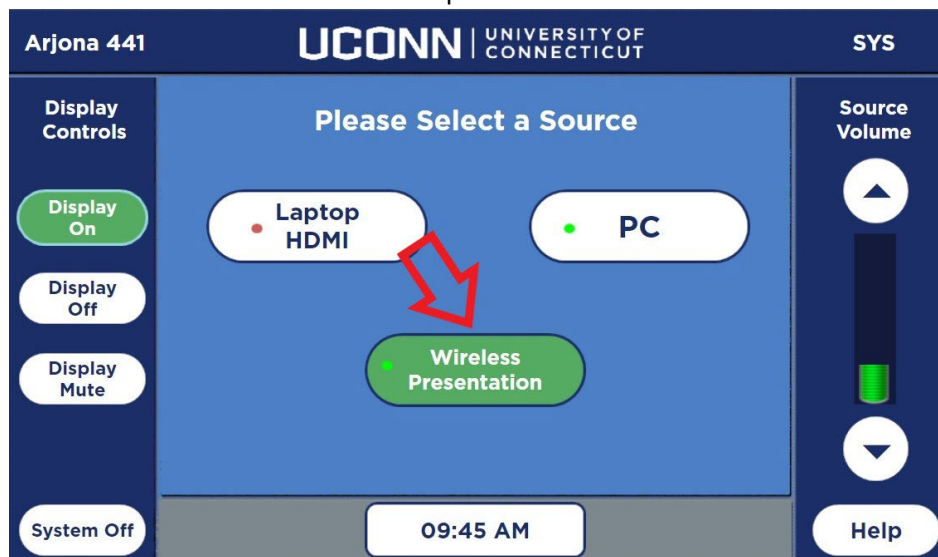 Arjona 441
UCONN | UNIVERSITY OF
CONNECTICUT
SYS
Display
Controls
Please Select a Source
Source
Volume
Display
On
Laptop
HDMI
PC
Display
Off
Wireless
Presentation
Display
Mute
System Off
09:45 AM
Help